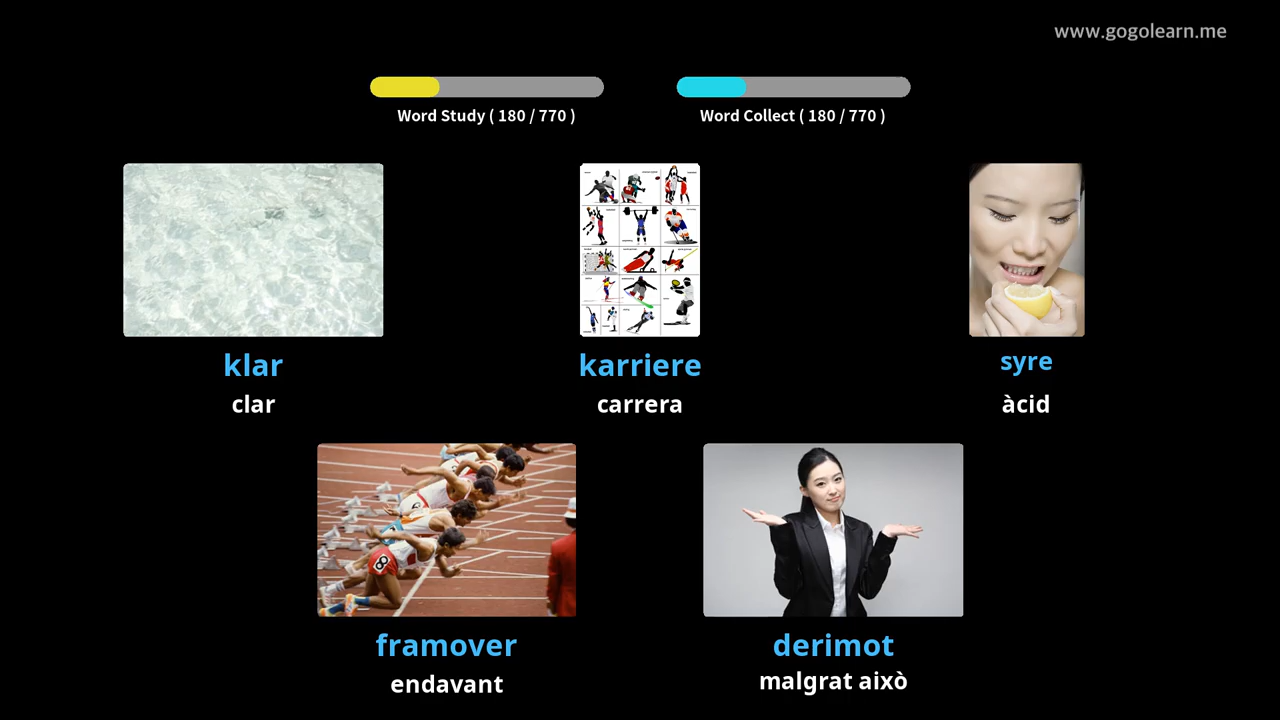 www.gogolearn.me
Word Study ( 180 / 770 )
Word Collect ( 180 / 770 )
klar
clar
karriere
carrera
syre
àcid
framover
endavant
derimot
malgrat això